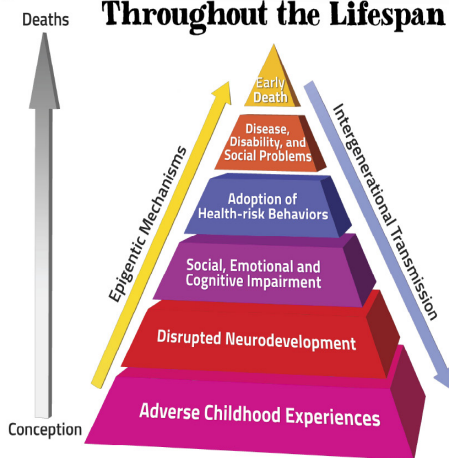 Throughout the Lifespan
Deaths
Early
Death
Disease,
Disability, and
Social Problems
Adoption of
Health-risk Behaviors
Social, Emotional and
Cognitive Impairment
Disrupted Neurodevelopment
Adverse Childhood Experiences
Conception
Epigentic Mechanisms
Intergenerational Transmission